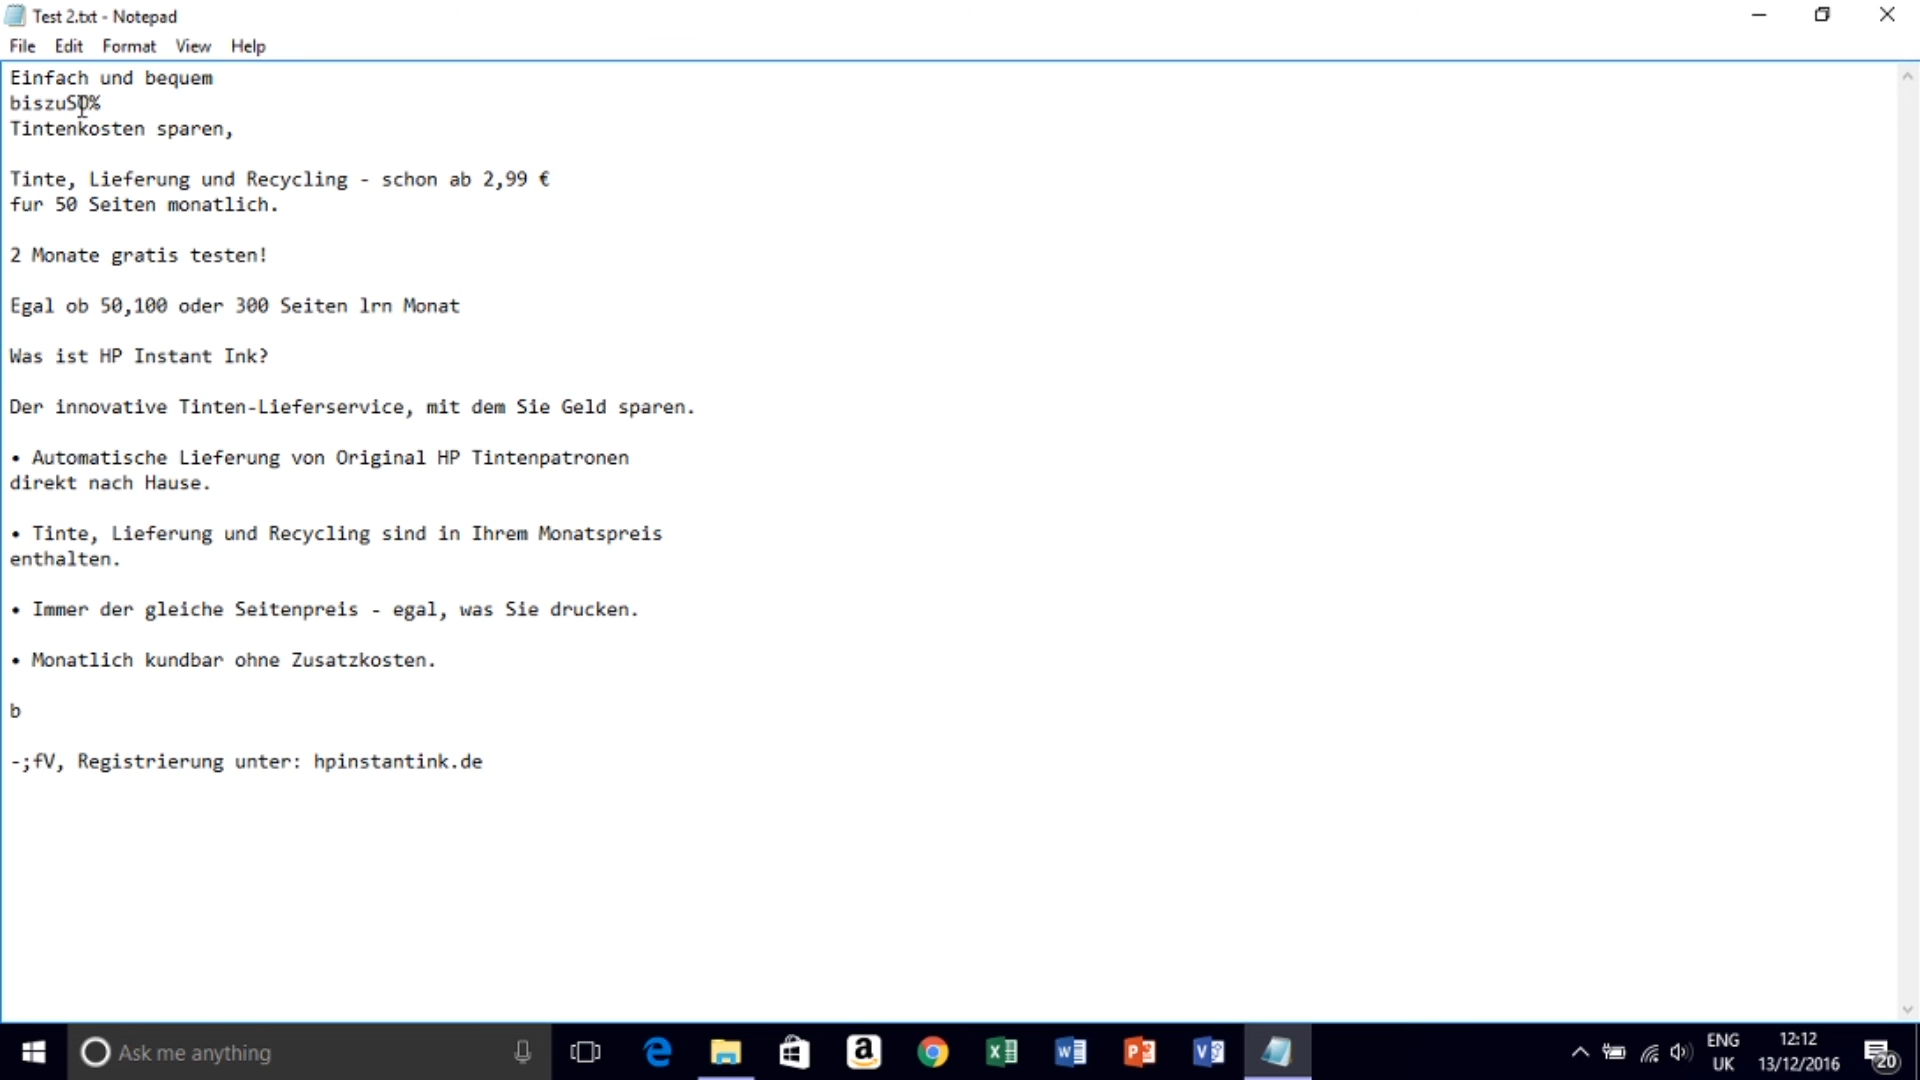 Test 2.txt - Notepad
File Edit Format View Help
Einfach und bequem
biszuSO%
Tintenkosten sparen,
Tinte, Lieferung und Recycling - schon ab 2,99 €
fur 50 Seiten monatlich.
2 Monate gratis testen!
Egal ob 50,100 oder 300 Seiten lrn Monat
Was ist HP Instant Ink?
Der innovative Tinten-Lieferservice, mit dem Sie Geld sparen.
• Automatische Lieferung von Original HP Tintenpatronen
direkt nach Hause.
• Tinte, Lieferung und Recycling sind in Ihrem Monatspreis
enthalten.
• Immer der gleiche Seitenpreis - egal, was Sie drucken.
• Monatlich kundbar ohne Zusatzkosten.
b
-;fV, Registrierung unter: hpinstantink.de
Ask me anything
ENG
UK
12:12
13/12/2016
20